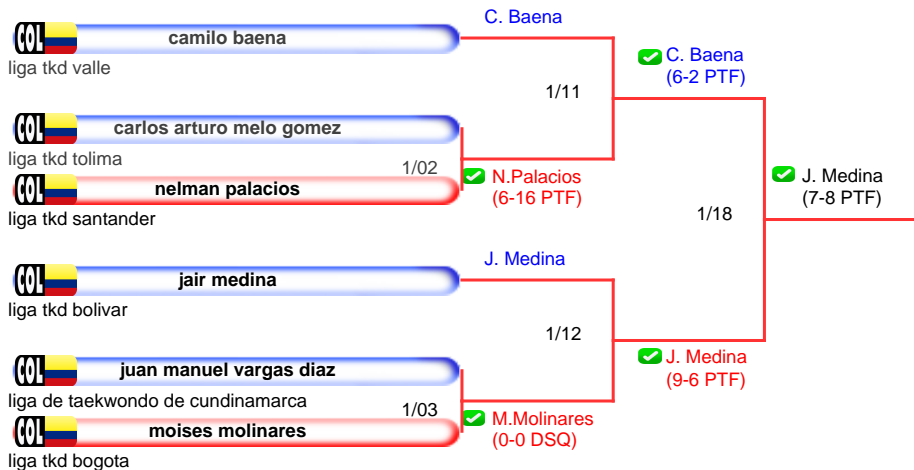 C. Baena
COL camilo baena
liga tkd valle
C. Baena
(6-2 PTF)
1/11
COL carlos arturo melo gomez
liga tkd tolima
1/02
N.Palacios
(6-16 PTF)
COL nelman palacios
liga tkd santander
J. Medina
(7-8 PTF)
1/18
J. Medina
COL jair medina
liga tkd bolivar
1/12
J. Medina
(9-6 PTF)
COL juan manuel vargas diaz
liga de taekwondo de cundinamarca
1/03
M.Molinares
(0-0 DSQ)
COL moises molinares
liga tkd bogota